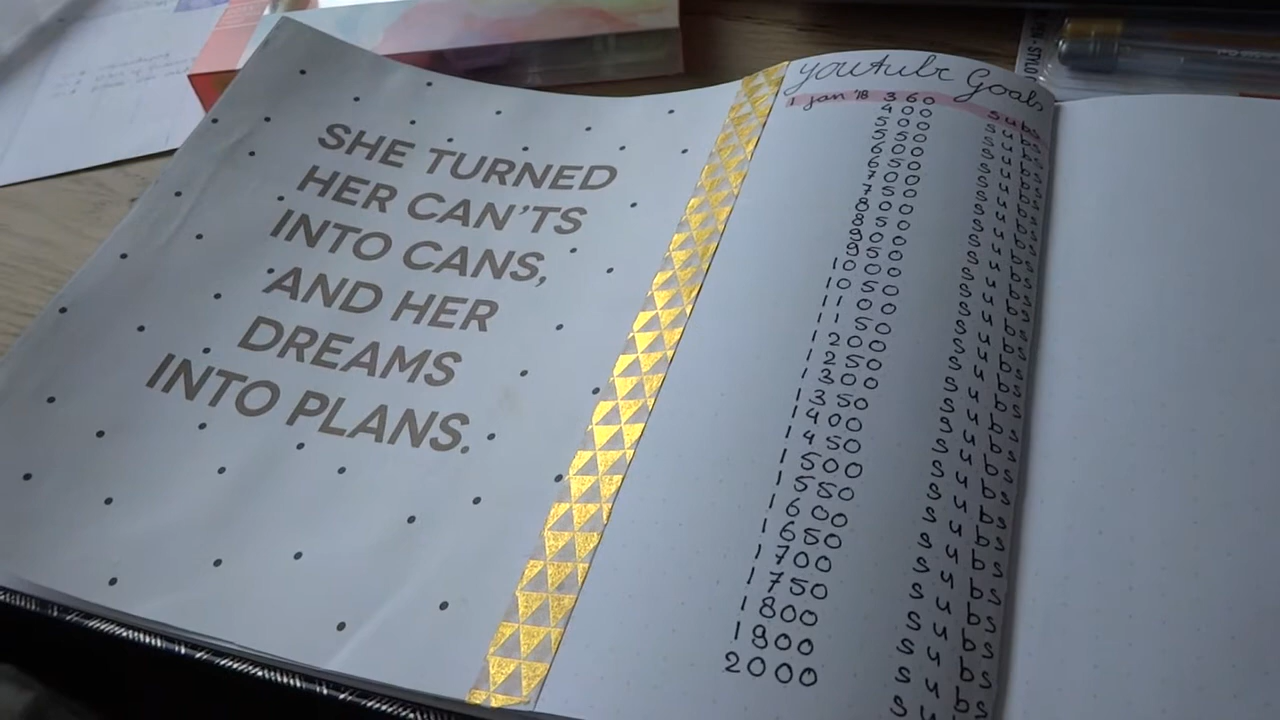 SHE TURNED
HER CAN'TS
INTO CANS,
AND HER
DREAMS
INTO PLANS.
youtube Goals
1 jan '18 360 subs
400 subs
500 subs
550 subs
600 subs
650 subs
700 subs
750 subs
800 subs
850 subs
900 subs
950 subs
1000 subs
1050 subs
1100 subs
1150 subs
1200 subs
1250 subs
1300 subs
1350 subs
1400 subs
1450 subs
1500 subs
1550 subs
1600 subs
1650 subs
1700 subs
1750 subs
1800 subs
1900 subs
2000 subs